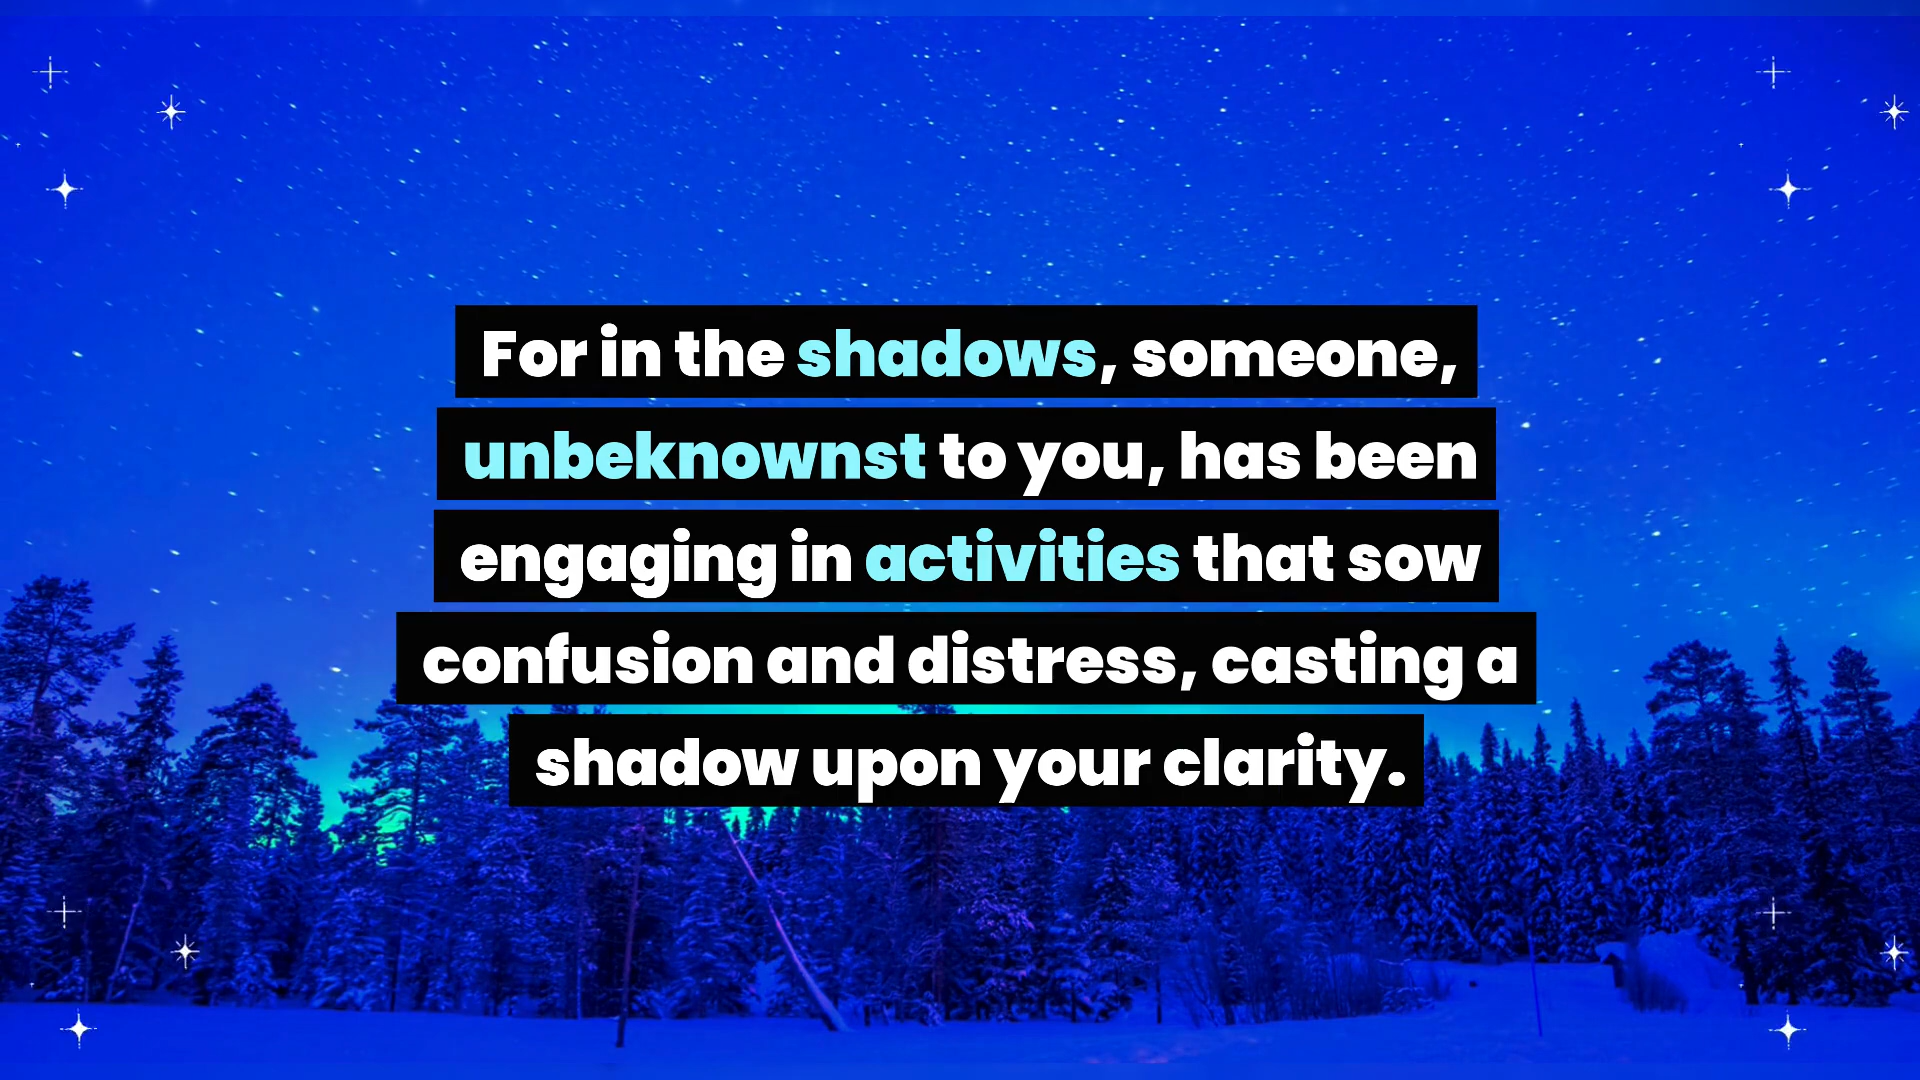 For in the shadows, someone,
unbeknownst to you, has been
engaging in activities that sow
confusion and distress, casting a
shadow upon your clarity.